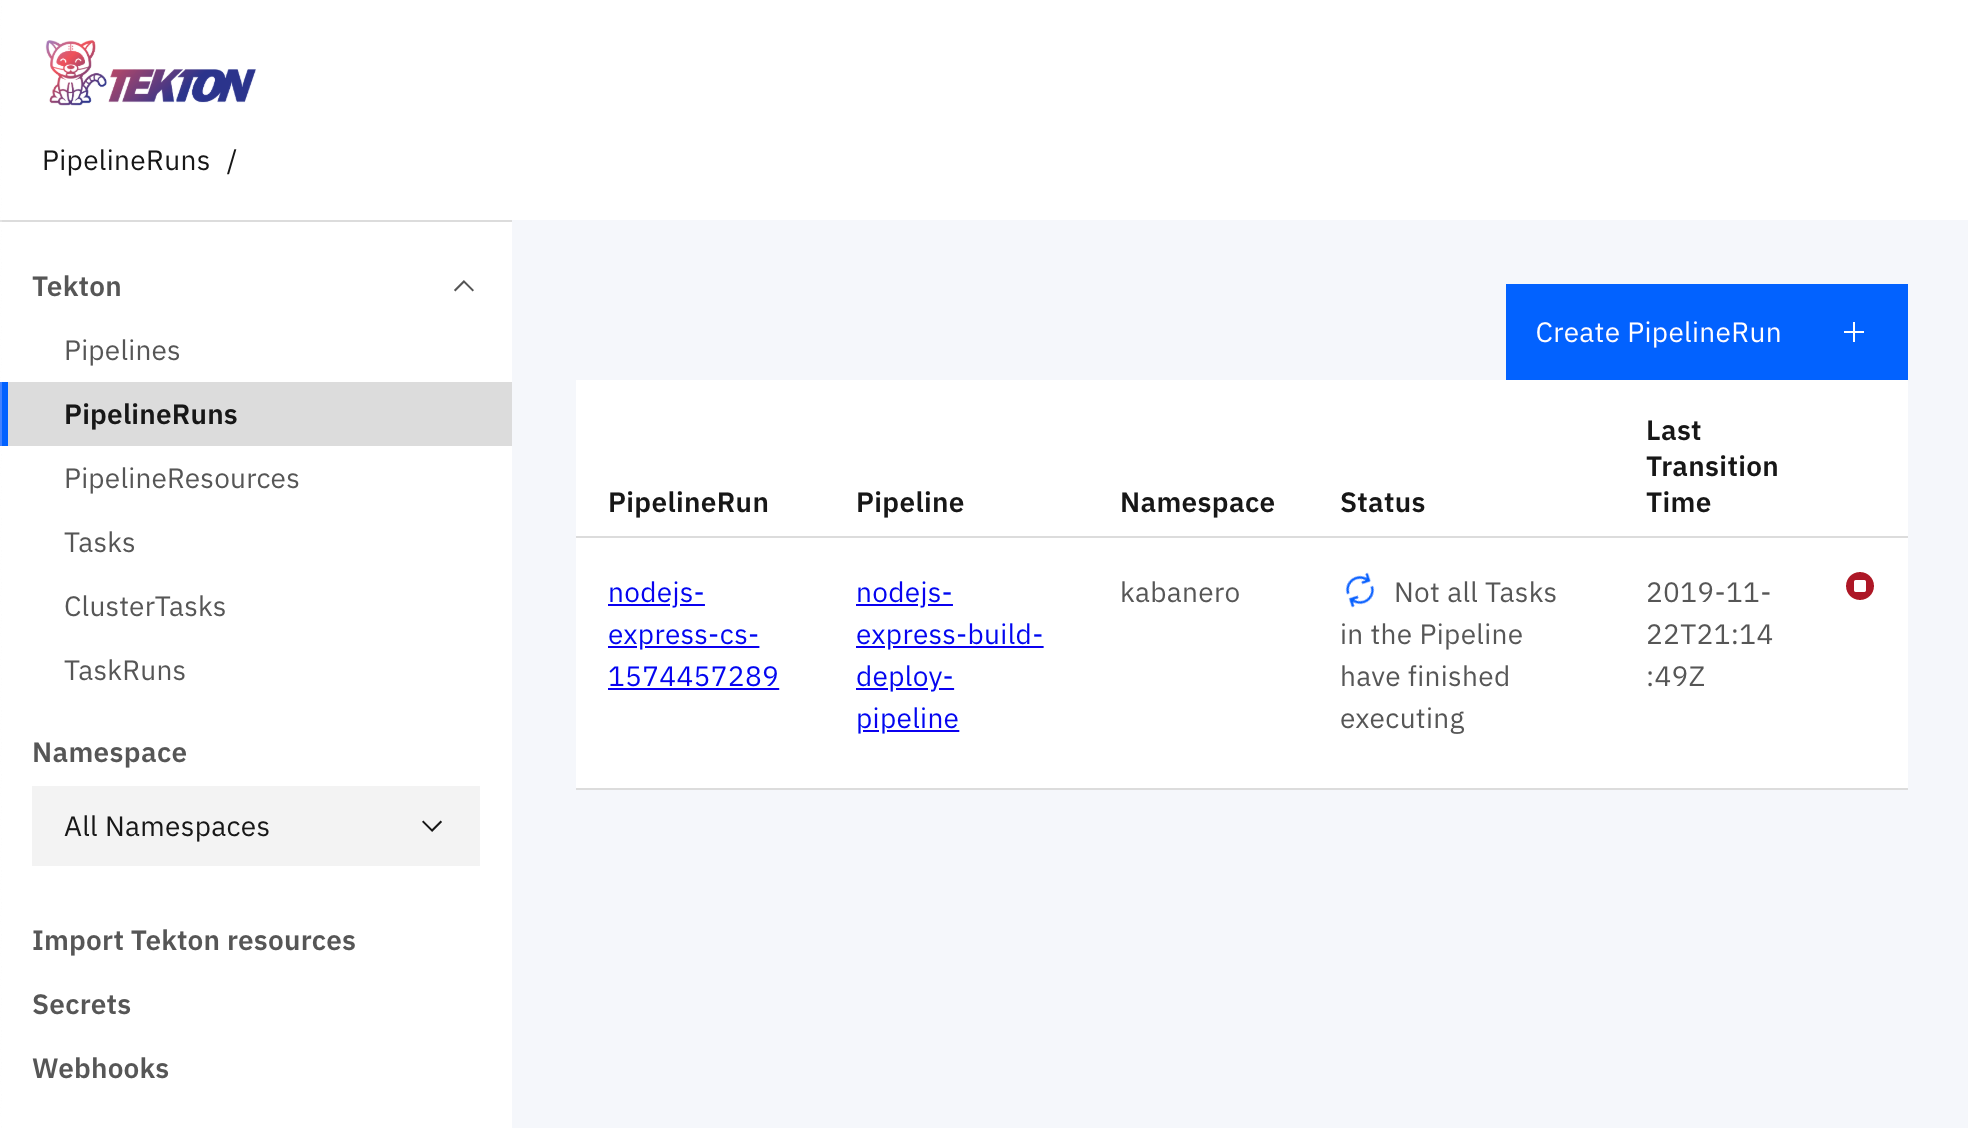 TEKTON
PipelineRuns /
Tekton
Pipelines
PipelineRuns
PipelineResources
Tasks
ClusterTasks
TaskRuns
Namespace
All Namespaces
Import Tekton resources
Secrets
Webhooks
Create PipelineRun +
PipelineRun
Pipeline
Namespace
Status
Last
Transition
Time
nodejs-
express-cs-
1574457289
nodejs-
express-build-
deploy-
pipeline
kabanero
Not all Tasks
in the Pipeline
have finished
executing
2019-11-
22T21:14
:49Z